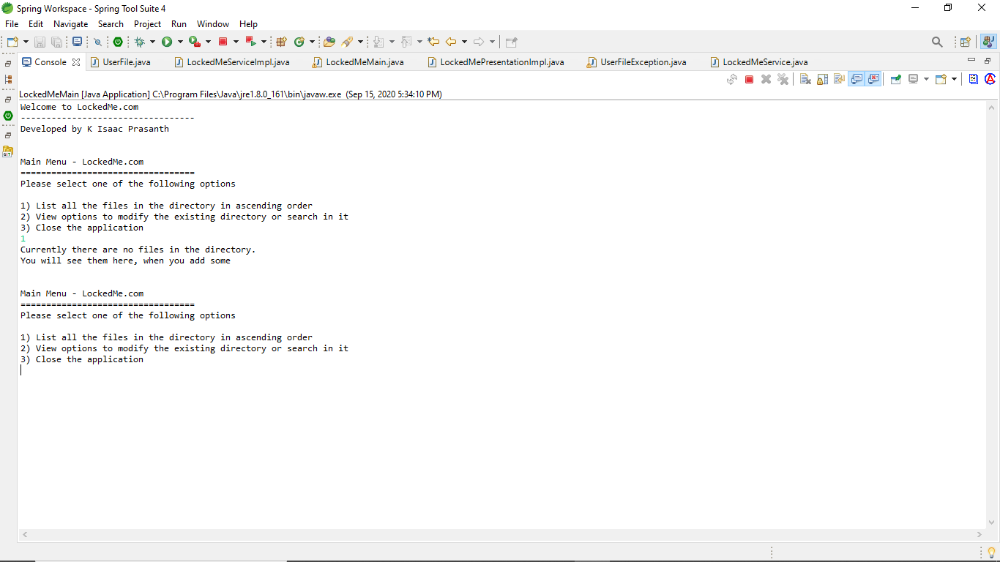 Spring Workspace - Spring Tool Suite 4
File Edit Navigate Search Project Run Window Help
Console UserFile.java LockedMeServiceImpl.java LockedMeMain.java LockedMePresentationImpl.java UserFileException.java LockedMeService.java
LockedMeMain [Java Application] C:\Program Files\Java\jre1.8.0_161\bin\javaw.exe (Sep 15, 2020 5:34:10 PM)
Welcome to LockedMe.com
----------------------------------
Developed by K Isaac Prasanth
Main Menu - LockedMe.com
==================================
Please select one of the following options
1) List all the files in the directory in ascending order
2) View options to modify the existing directory or search in it
3) Close the application
1
Currently there are no files in the directory.
You will see them here, when you add some
Main Menu - LockedMe.com
==================================
Please select one of the following options
1) List all the files in the directory in ascending order
2) View options to modify the existing directory or search in it
3) Close the application
GIT